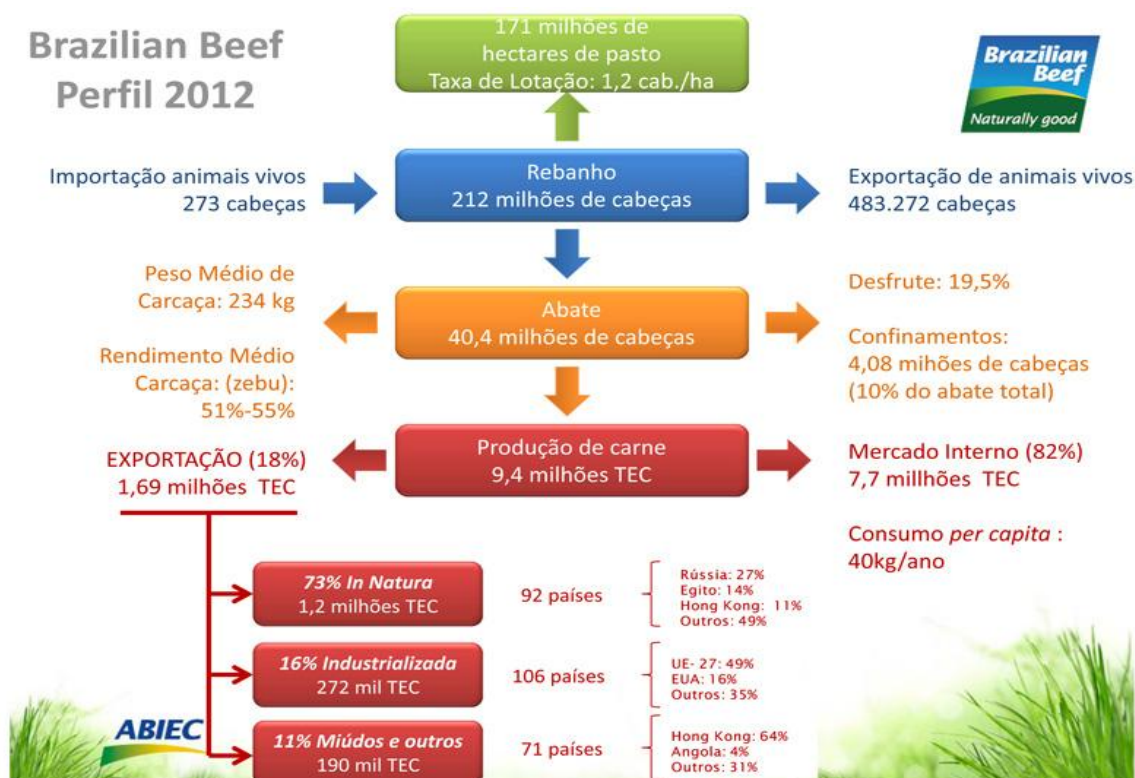 Brazilian Beef
Perfil 2012
171 milhões de
hectares de pasto
Taxa de Lotação: 1,2 cab./ha
Brazilian
Beef
Naturally good
Importação animais vivos
273 cabeças
Rebanho
212 milhões de cabeças
Exportação de animais vivos
483.272 cabeças
Peso Médio de
Carcaça: 234 kg
Rendimento Médio
Carcaça: (zebu):
51%-55%
Abate
40,4 milhões de cabeças
Desfrute: 19,5%
Confinamentos:
4,08 mihões de cabeças
(10% do abate total)
EXPORTAÇÃO (18%)
1,69 milhões TEC
Produção de carne
9,4 milhões TEC
Mercado Interno (82%)
7,7 millhões TEC
Consumo per capita :
40kg/ano
73% In Natura
1,2 milhões TEC
92 países
Rússia: 27%
Egito: 14%
Hong Kong: 11%
Outros: 49%
16% Industrializada
272 mil TEC
106 países
UE- 27: 49%
EUA: 16%
Outros: 35%
ABIEC
11% Miúdos e outros
190 mil TEC
71 países
Hong Kong: 64%
Angola: 4%
Outros: 31%